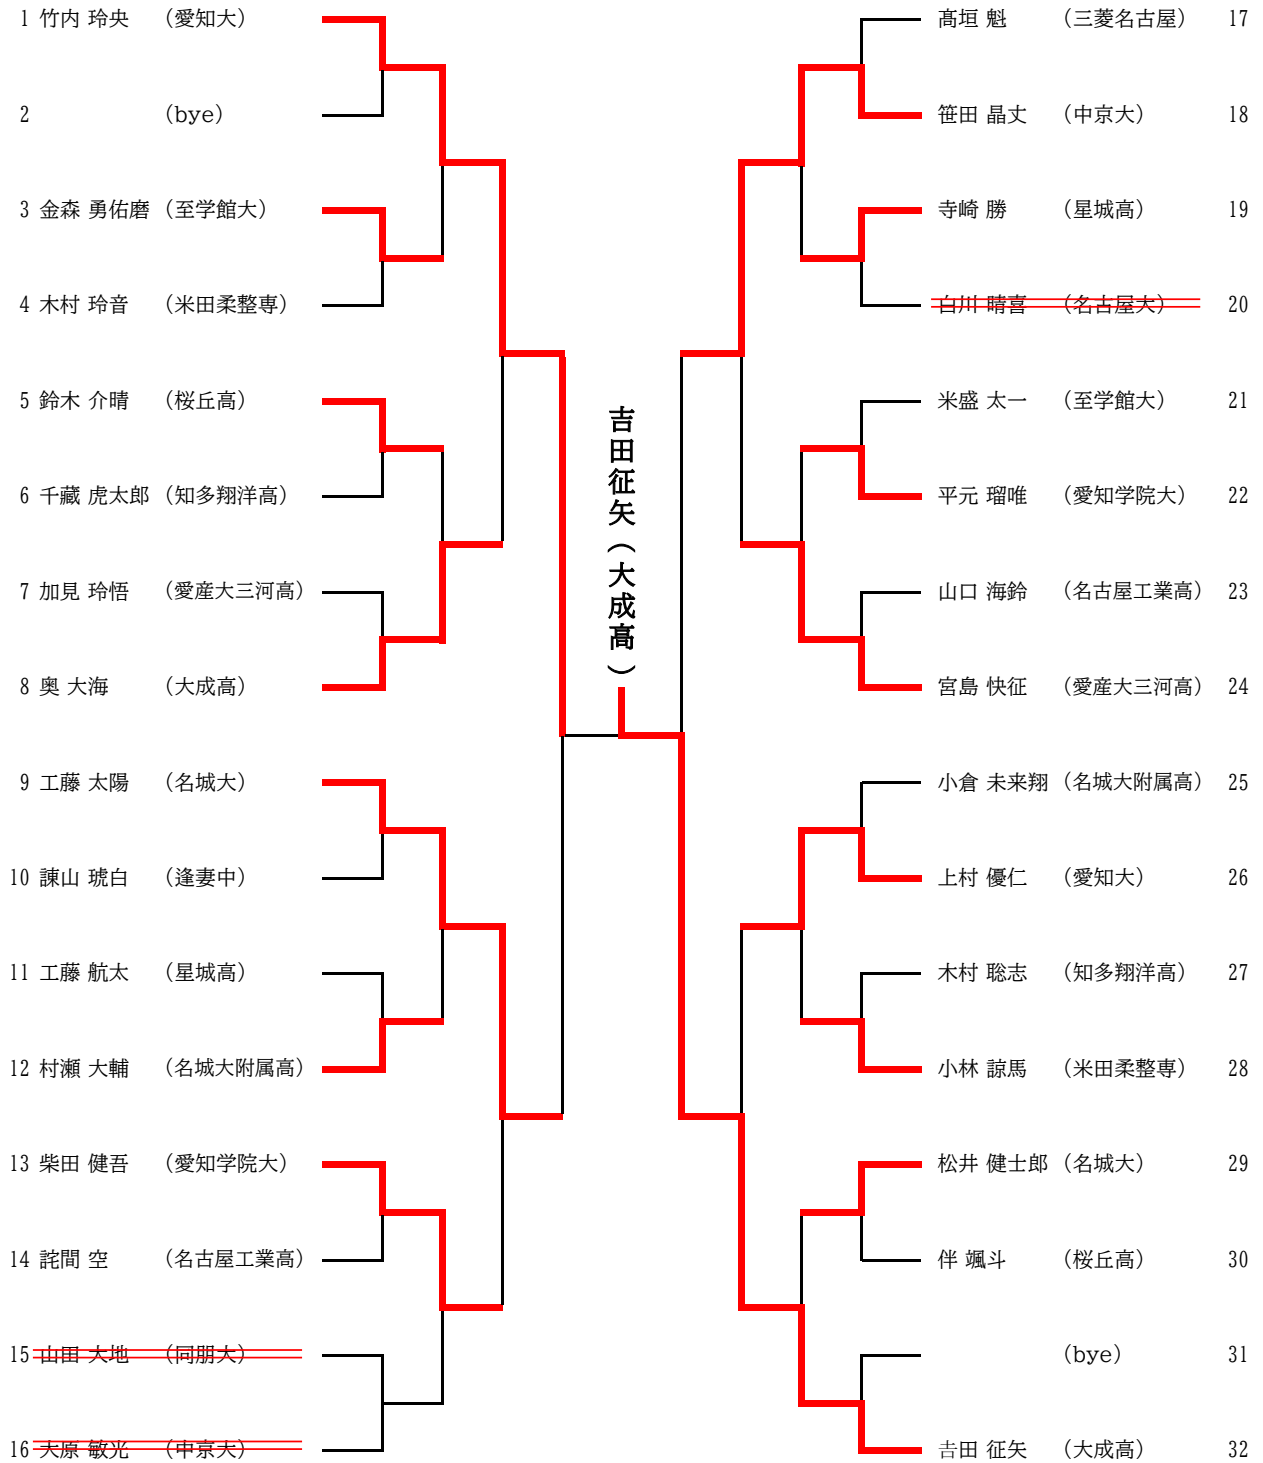 1 竹内 玲央 （愛知大）
2 （bye）
3 金森 勇佑磨 （至学館大）
4 木村 玲音 （米田柔整専）
5 鈴木 介晴 （桜丘高）
6 千藏 虎太郎 （知多翔洋高）
7 加見 玲悟 （愛産大三河高）
8 奥 大海 （大成高）
9 工藤 太陽 （名城大）
10 諌山 琥白 （逢妻中）
11 工藤 航太 （星城高）
12 村瀬 大輔 （名城大附属高）
13 柴田 健吾 （愛知学院大）
14 詫間 空 （名古屋工業高）
15 山田 大地 （同朋大）
16 大原 敏光 （中京大）
吉田征矢（大成高）
髙垣 魁 （三菱名古屋） 17
笹田 晶丈 （中京大） 18
寺崎 勝 （星城高） 19
白川 晴喜 （名古屋大） 20
米盛 太一 （至学館大） 21
平元 瑠唯 （愛知学院大） 22
山口 海鈴 （名古屋工業高） 23
宮島 快征 （愛産大三河高） 24
小倉 未来翔 （名城大附属高） 25
上村 優仁 （愛知大） 26
木村 聡志 （知多翔洋高） 27
小林 諒馬 （米田柔整専） 28
松井 健士郎 （名城大） 29
伴 颯斗 （桜丘高） 30
（bye） 31
吉田 征矢 （大成高） 32